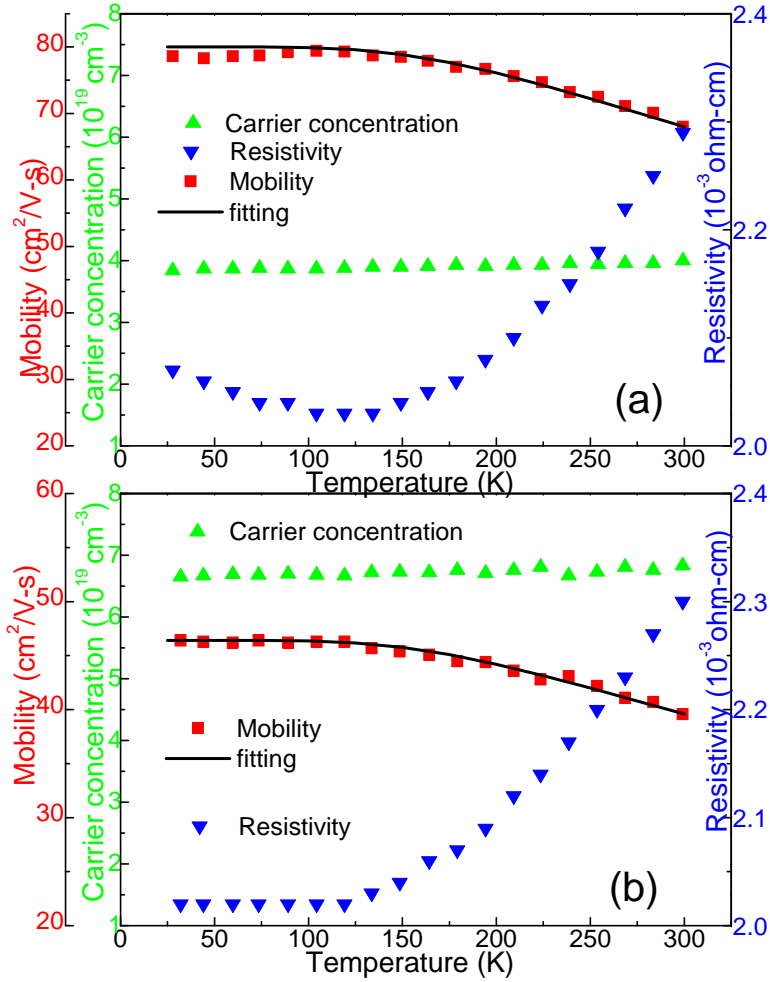 Mobility (cm²/V-s)
80
70
60
50
40
30
20
Carrier concentration (10¹⁹ cm⁻³)
8
7
6
5
4
3
2
1
Carrier concentration
Resistivity
Mobility
fitting
(a)
2.4
2.2
2.0
Resistivity (10⁻³ohm-cm)
0 50 100 150 200 250 300
Temperature (K)
Mobility (cm²/V-s)
60
50
40
30
20
Carrier concentration (10¹⁹ cm⁻³)
8
7
6
5
4
3
2
1
Carrier concentration
Mobility
fitting
Resistivity
(b)
2.4
2.3
2.2
2.1
2.0
Resistivity (10⁻³ohm-cm)
0 50 100 150 200 250 300
Temperature (K)